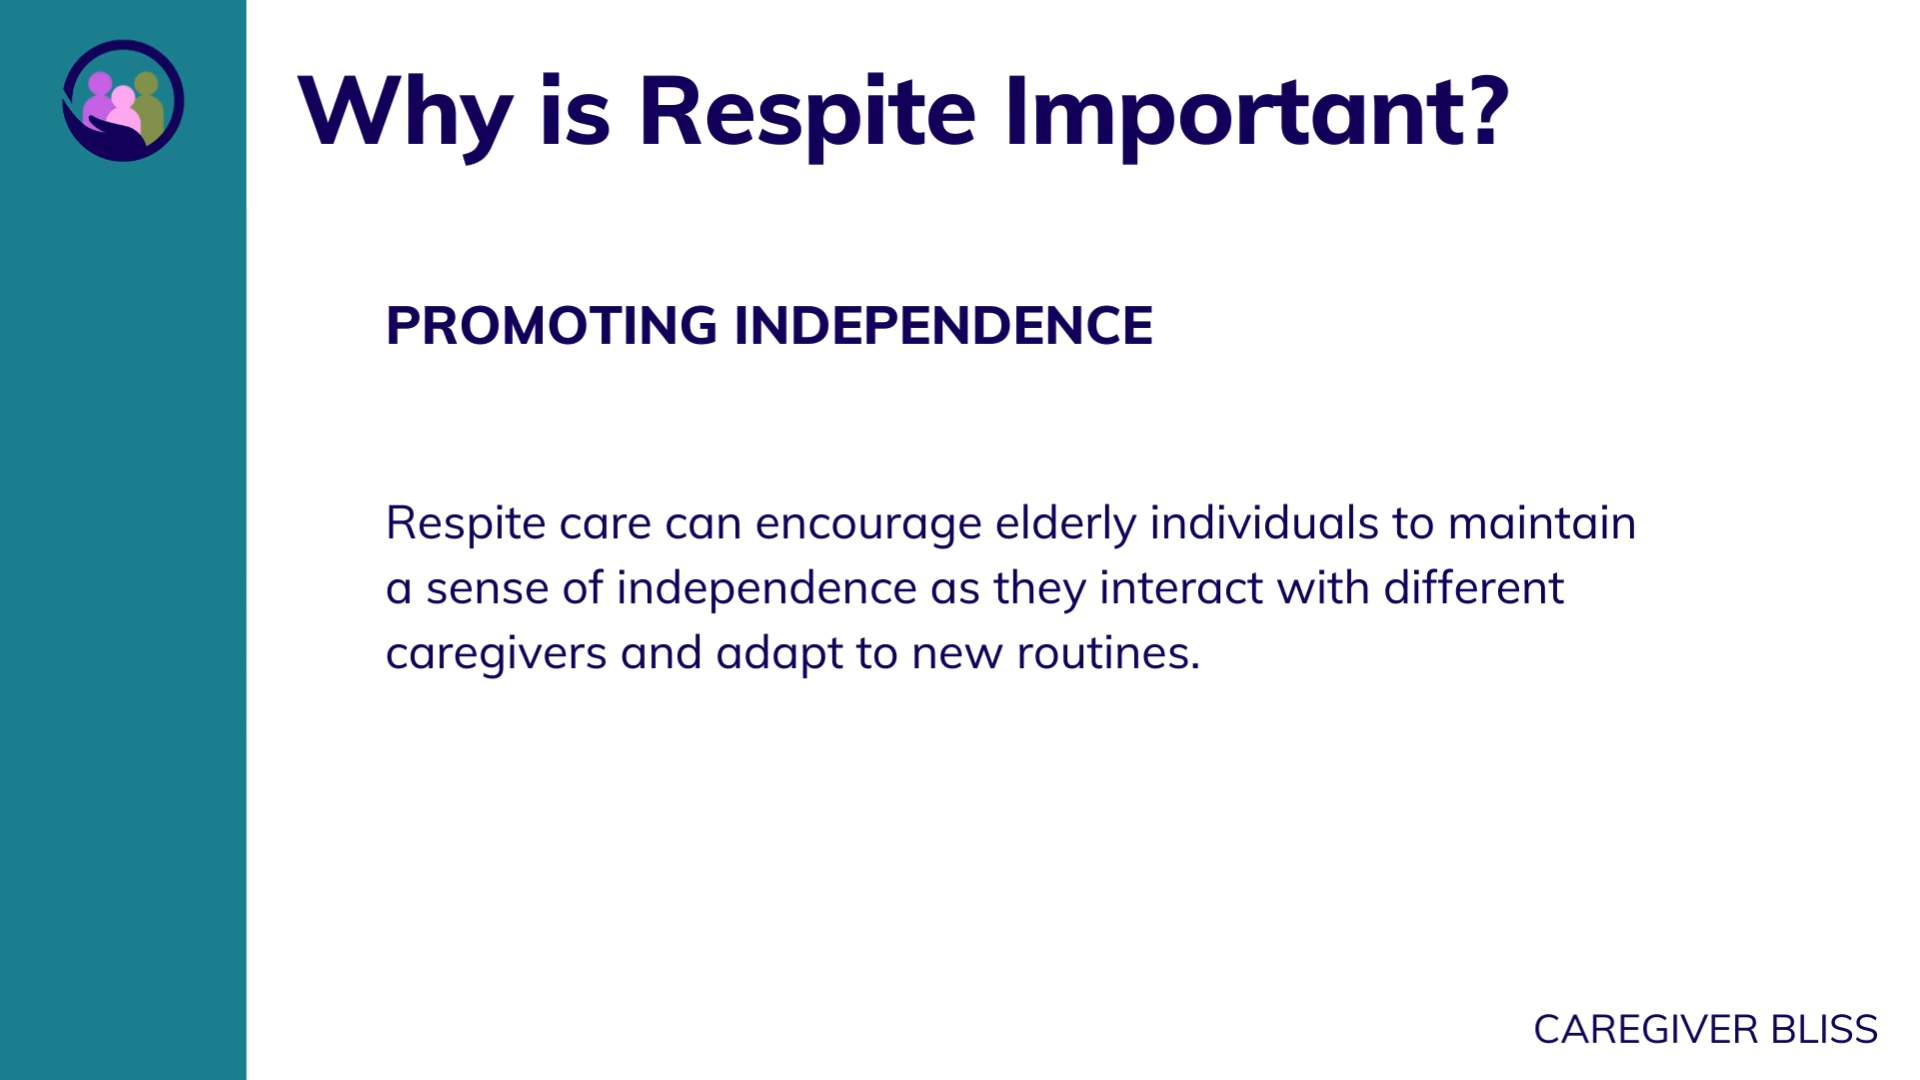 Why is Respite Important?
PROMOTING INDEPENDENCE
Respite care can encourage elderly individuals to maintain
a sense of independence as they interact with different
caregivers and adapt to new routines.
CAREGIVER BLISS